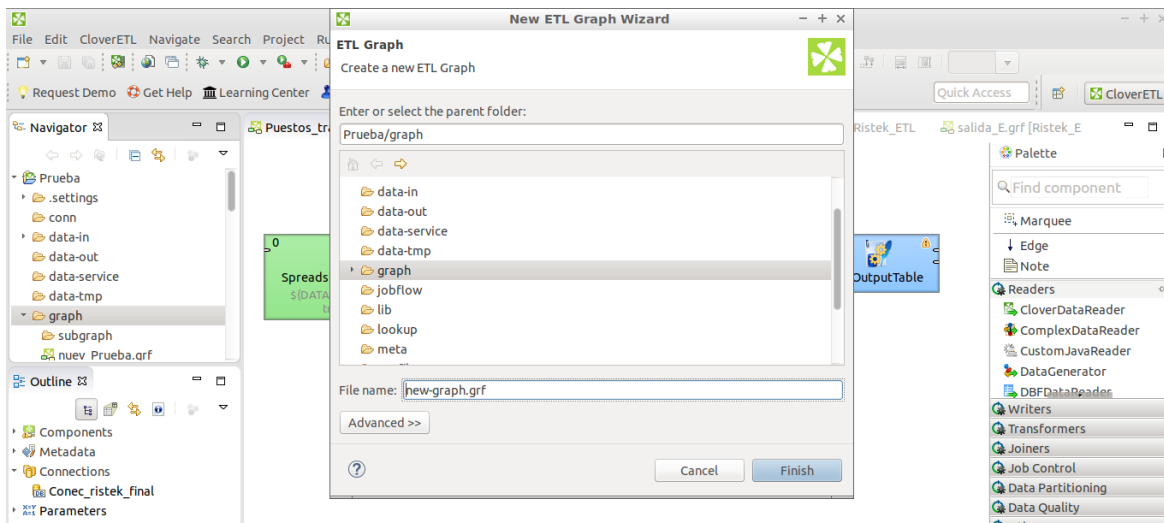 New ETL Graph Wizard
File Edit CloverETL Navigate Search Project Ru
ETL Graph
Create a new ETL Graph
Request Demo Get Help Learning Center
Quick Access
CloverETL
Enter or select the parent folder:
Prueba/graph
Navigator
Puestos_tra
Ristek_ETL
salida_E.grf [Ristek_E
Prueba
.settings
conn
data-in
data-out
data-service
data-tmp
graph
subgraph
nuev_Prueba.grf
data-in
data-out
data-service
data-tmp
graph
jobflow
lib
lookup
meta
0
Spreads
${DATA
OutputTable
Palette
Find component
Marquee
Edge
Note
Readers
CloverDataReader
ComplexDataReader
CustomJavaReader
DataGenerator
DBFDataReader
Writers
Transformers
Joiners
Job Control
Data Partitioning
Data Quality
Outline
Components
Metadata
Connections
Conec_ristek_final
Parameters
File name: new-graph.grf
Advanced >>
Cancel
Finish